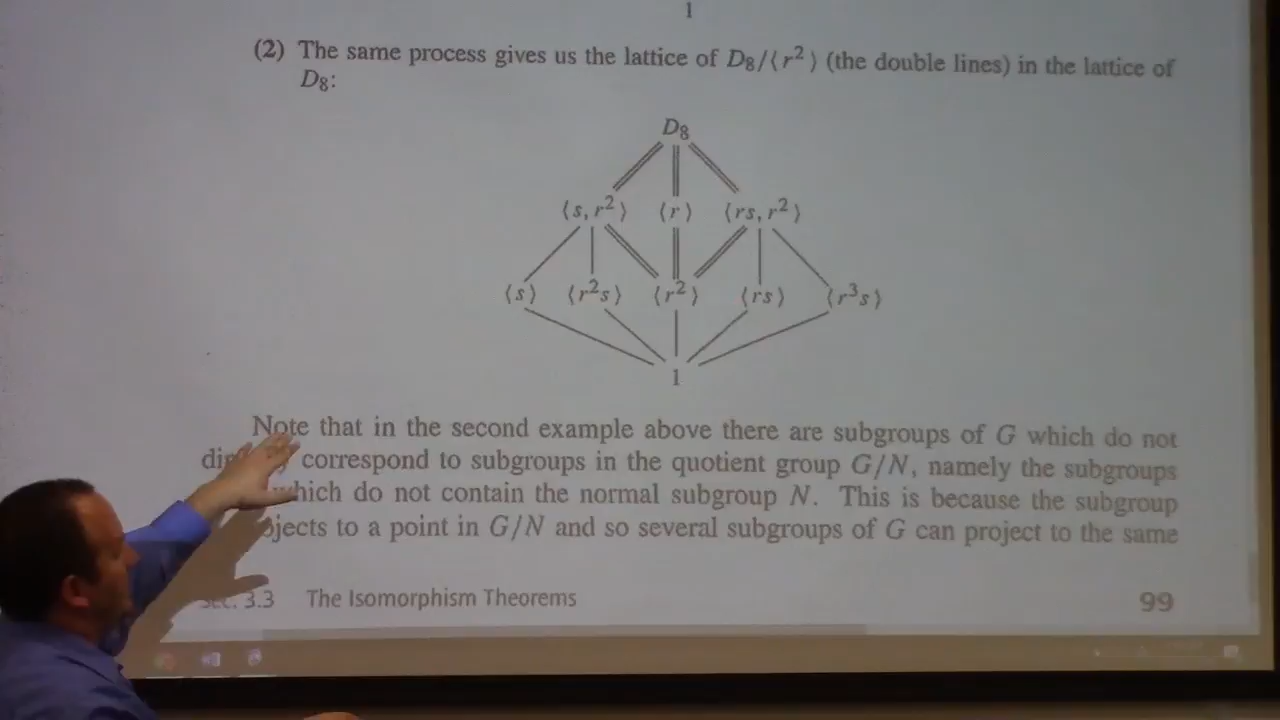 1
(2) The same process gives us the lattice of D₈/⟨r²⟩ (the double lines) in the lattice of
D₈:
D₈
⟨s, r²⟩ ⟨r⟩ ⟨rs, r²⟩
⟨s⟩ ⟨r²s⟩ ⟨r²⟩ ⟨rs⟩ ⟨r³s⟩
1
Note that in the second example above there are subgroups of G which do not
correspond to subgroups in the quotient group G/N, namely the subgroups
which do not contain the normal subgroup N. This is because the subgroup
to a point in G/N and so several subgroups of G can project to the same
3.3 The Isomorphism Theorems 99